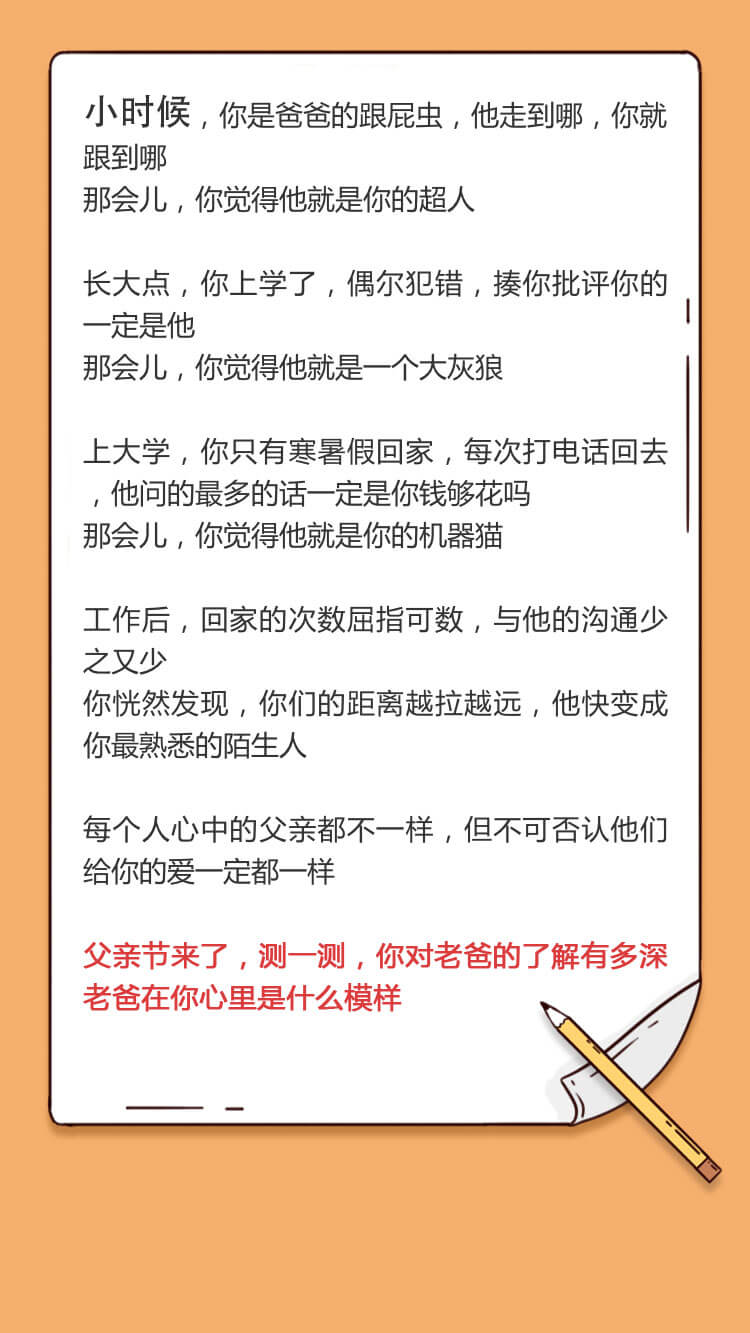 小时候，你是爸爸的跟屁虫，他走到哪，你就
跟到哪
那会儿，你觉得他就是你的超人
长大点，你上学了，偶尔犯错，揍你批评你的
一定是他
那会儿，你觉得他就是一个大灰狼
上大学，你只有寒暑假回家，每次打电话回去
，他问的最多的话一定是你钱够花吗
那会儿，你觉得他就是你的机器猫
工作后，回家的次数屈指可数，与他的沟通少
之又少
你恍然发现，你们的距离越拉越远，他快变成
你最熟悉的陌生人
每个人心中的父亲都不一样，但不可否认他们
给你的爱一定都一样
父亲节来了，测一测，你对老爸的了解有多深
老爸在你心里是什么模样